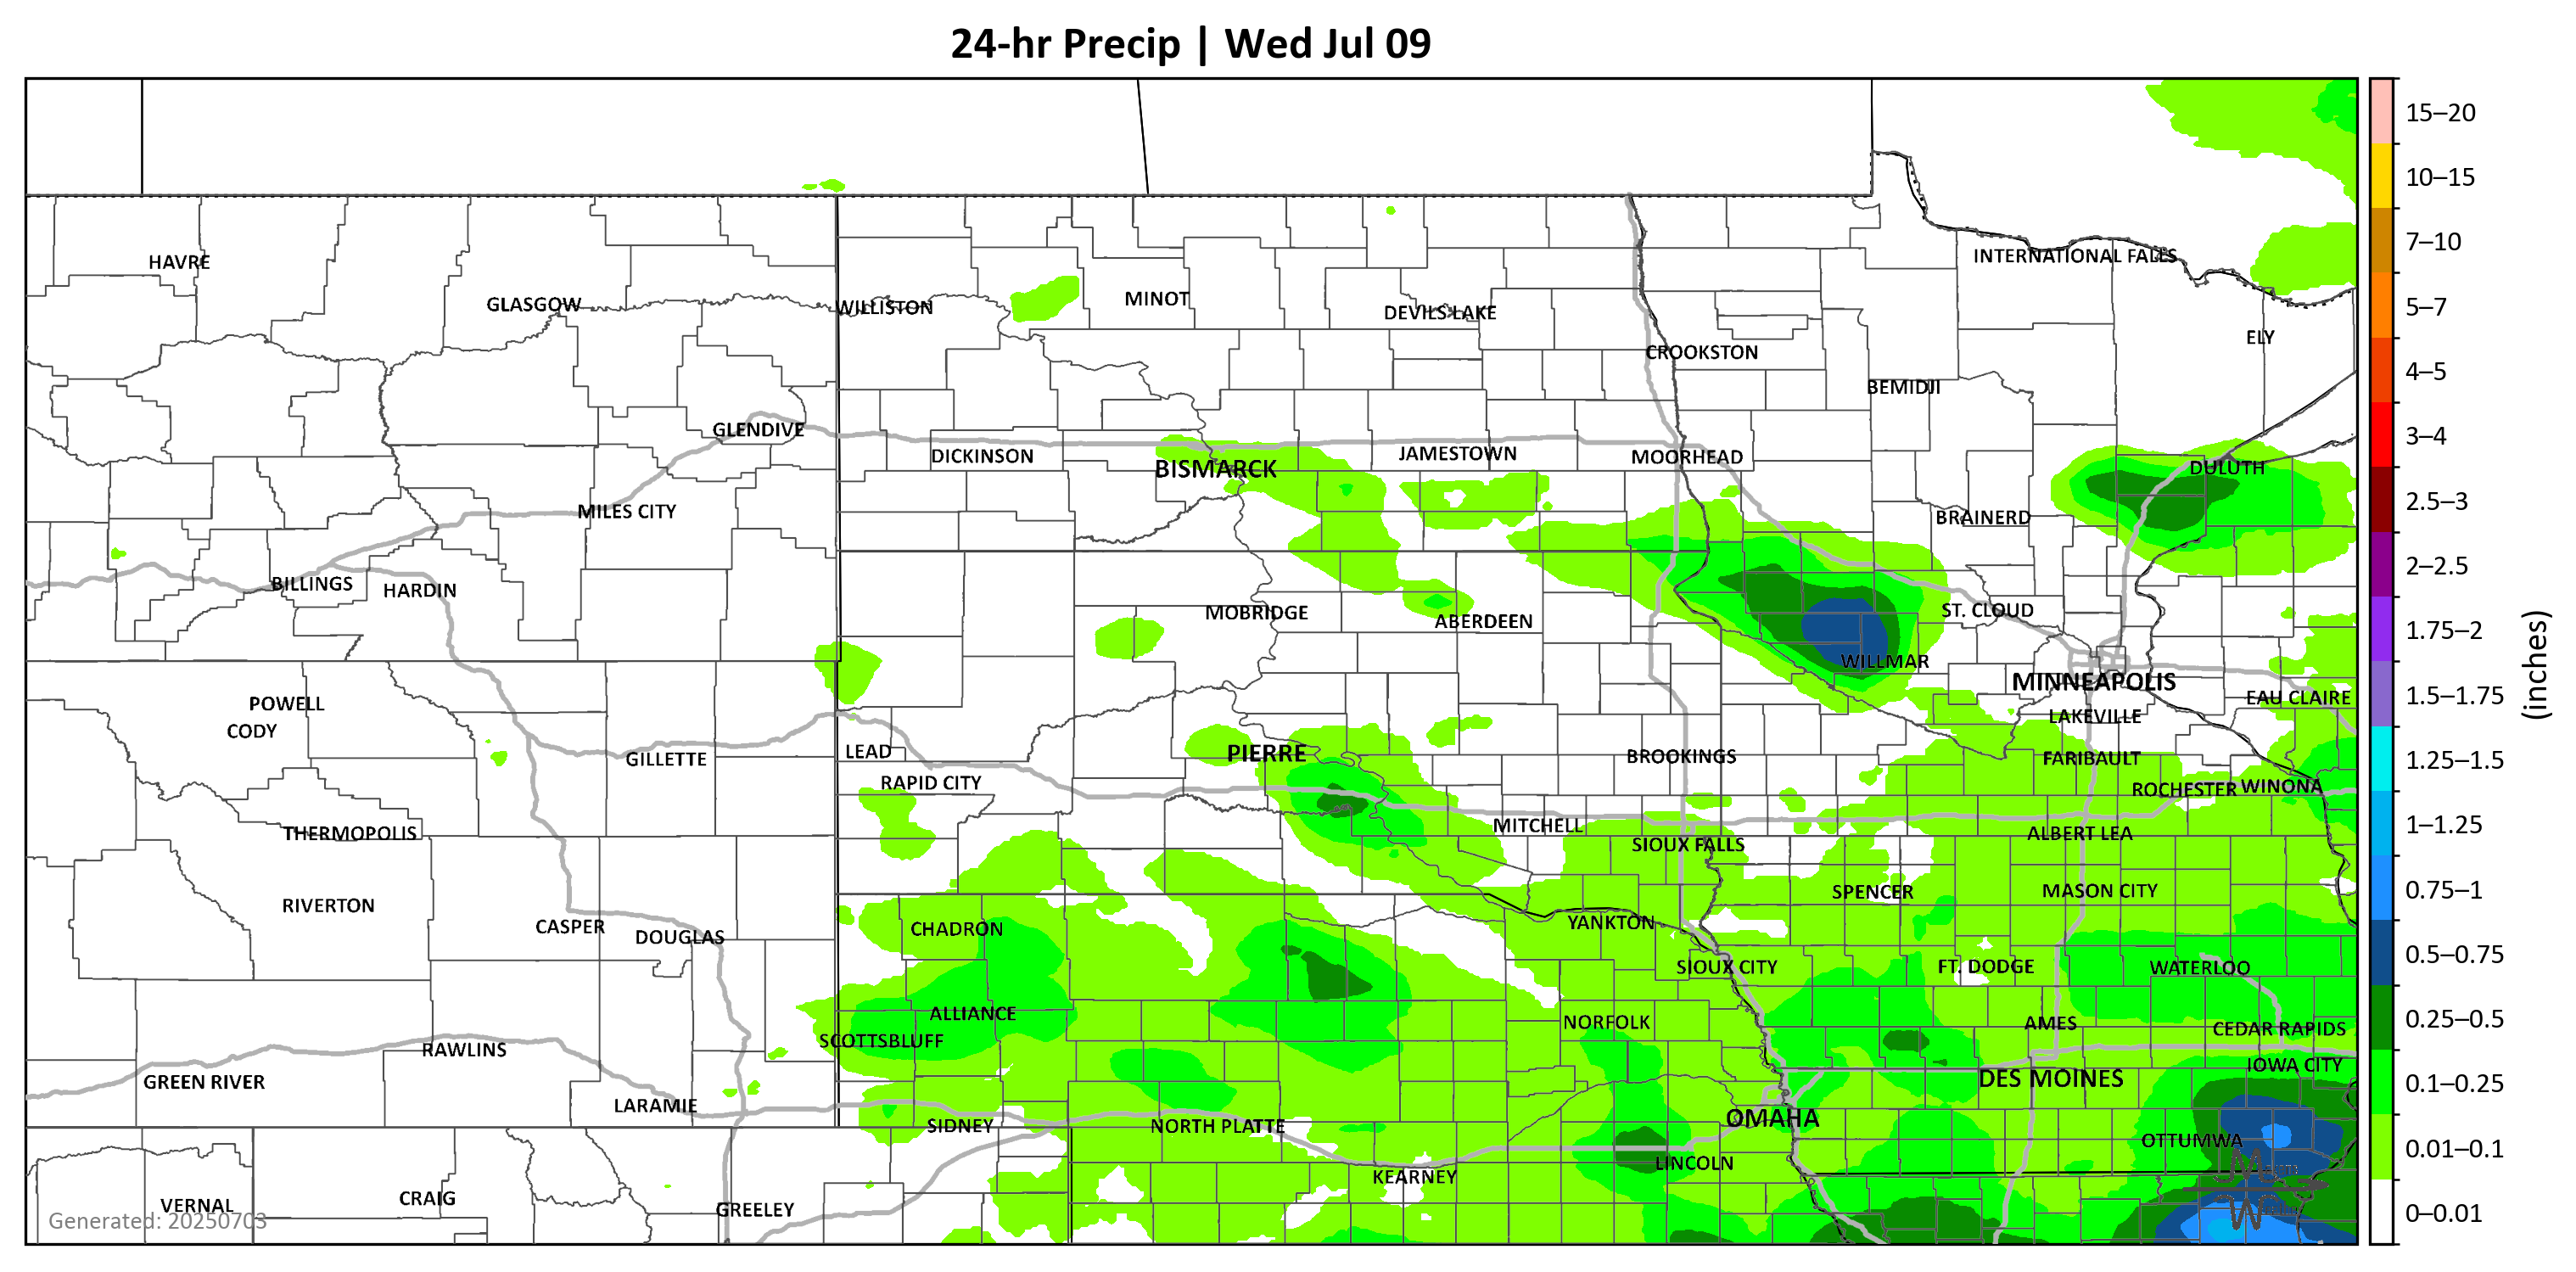 24-hr Precip | Wed Jul 09
15–20
10–15
7–10
5–7
4–5
3–4
2.5–3
2–2.5
1.75–2
1.5–1.75
1.25–1.5
1–1.25
0.75–1
0.5–0.75
0.25–0.5
0.1–0.25
0.01–0.1
0–0.01
(inches)
INTERNATIONAL FALLS
HAVRE
GLASGOW
WILLISTON
MINOT
DEVILS LAKE
ELY
CROOKSTON
BEMIDJI
GLENDIVE
DICKINSON
BISMARCK
JAMESTOWN
MOORHEAD
DULUTH
MILES CITY
BRAINERD
BILLINGS
HARDIN
MOBRIDGE
ABERDEEN
ST. CLOUD
WILLMAR
MINNEAPOLIS
EAU CLAIRE
POWELL
CODY
LAKEVILLE
GILLETTE
LEAD
PIERRE
BROOKINGS
FARIBAULT
RAPID CITY
ROCHESTER
WINONA
THERMOPOLIS
MITCHELL
SIOUX FALLS
ALBERT LEA
RIVERTON
SPENCER
MASON CITY
CASPER
DOUGLAS
CHADRON
YANKTON
SIOUX CITY
FT. DODGE
WATERLOO
ALLIANCE
NORFOLK
AMES
CEDAR RAPIDS
SCOTTSBLUFF
RAWLINS
IOWA CITY
GREEN RIVER
DES MOINES
LARAMIE
SIDNEY
NORTH PLATTE
OMAHA
OTTUMWA
LINCOLN
KEARNEY
VERNAL
CRAIG
GREELEY
Generated: 20250703